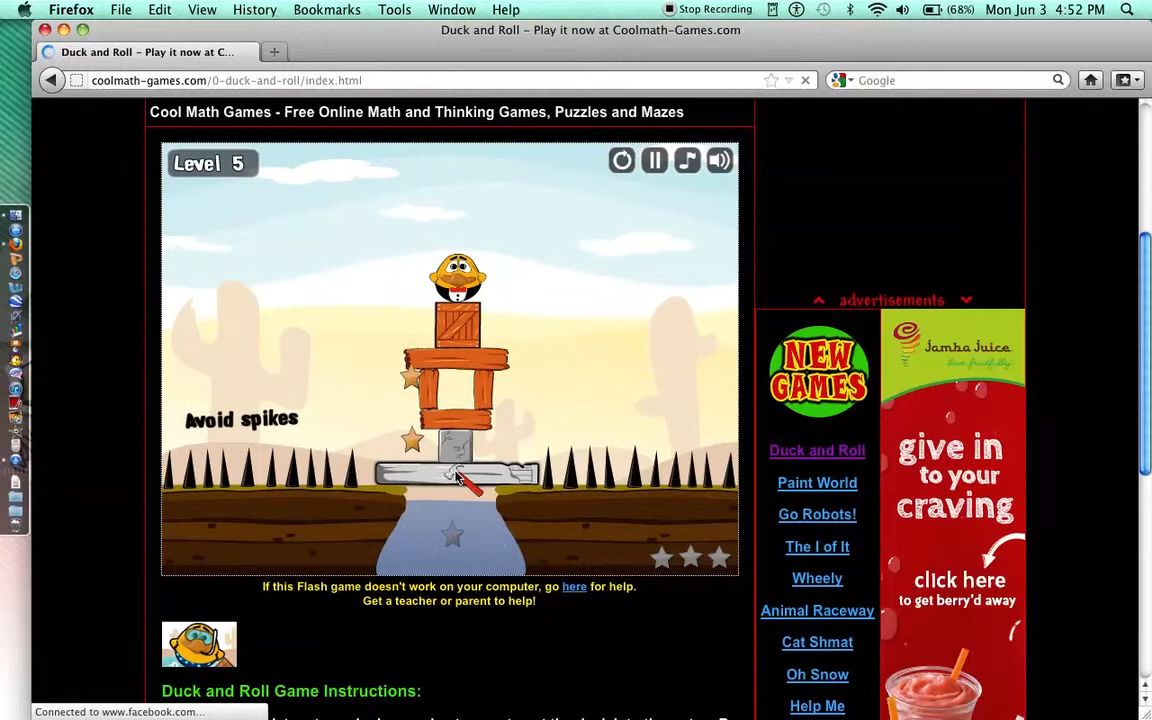 Firefox File Edit View History Bookmarks Tools Window Help Stop Recording (68%) Mon Jun 3 4:52 PM
Duck and Roll – Play it now at Coolmath-Games.com
Duck and Roll – Play it now at C...
coolmath-games.com/0-duck-and-roll/index.html
Google
Cool Math Games - Free Online Math and Thinking Games, Puzzles and Mazes
Level 5
Avoid spikes
advertisements
NEW GAMES
Duck and Roll
Paint World
Go Robots!
The I of It
Wheely
Animal Raceway
Cat Shmat
Oh Snow
Help Me
Jamba Juice
live fruitfully
give in
to your
craving
click here
to get berry'd away
If this Flash game doesn't work on your computer, go here for help.
Get a teacher or parent to help!
Duck and Roll Game Instructions:
Connected to www.facebook.com...